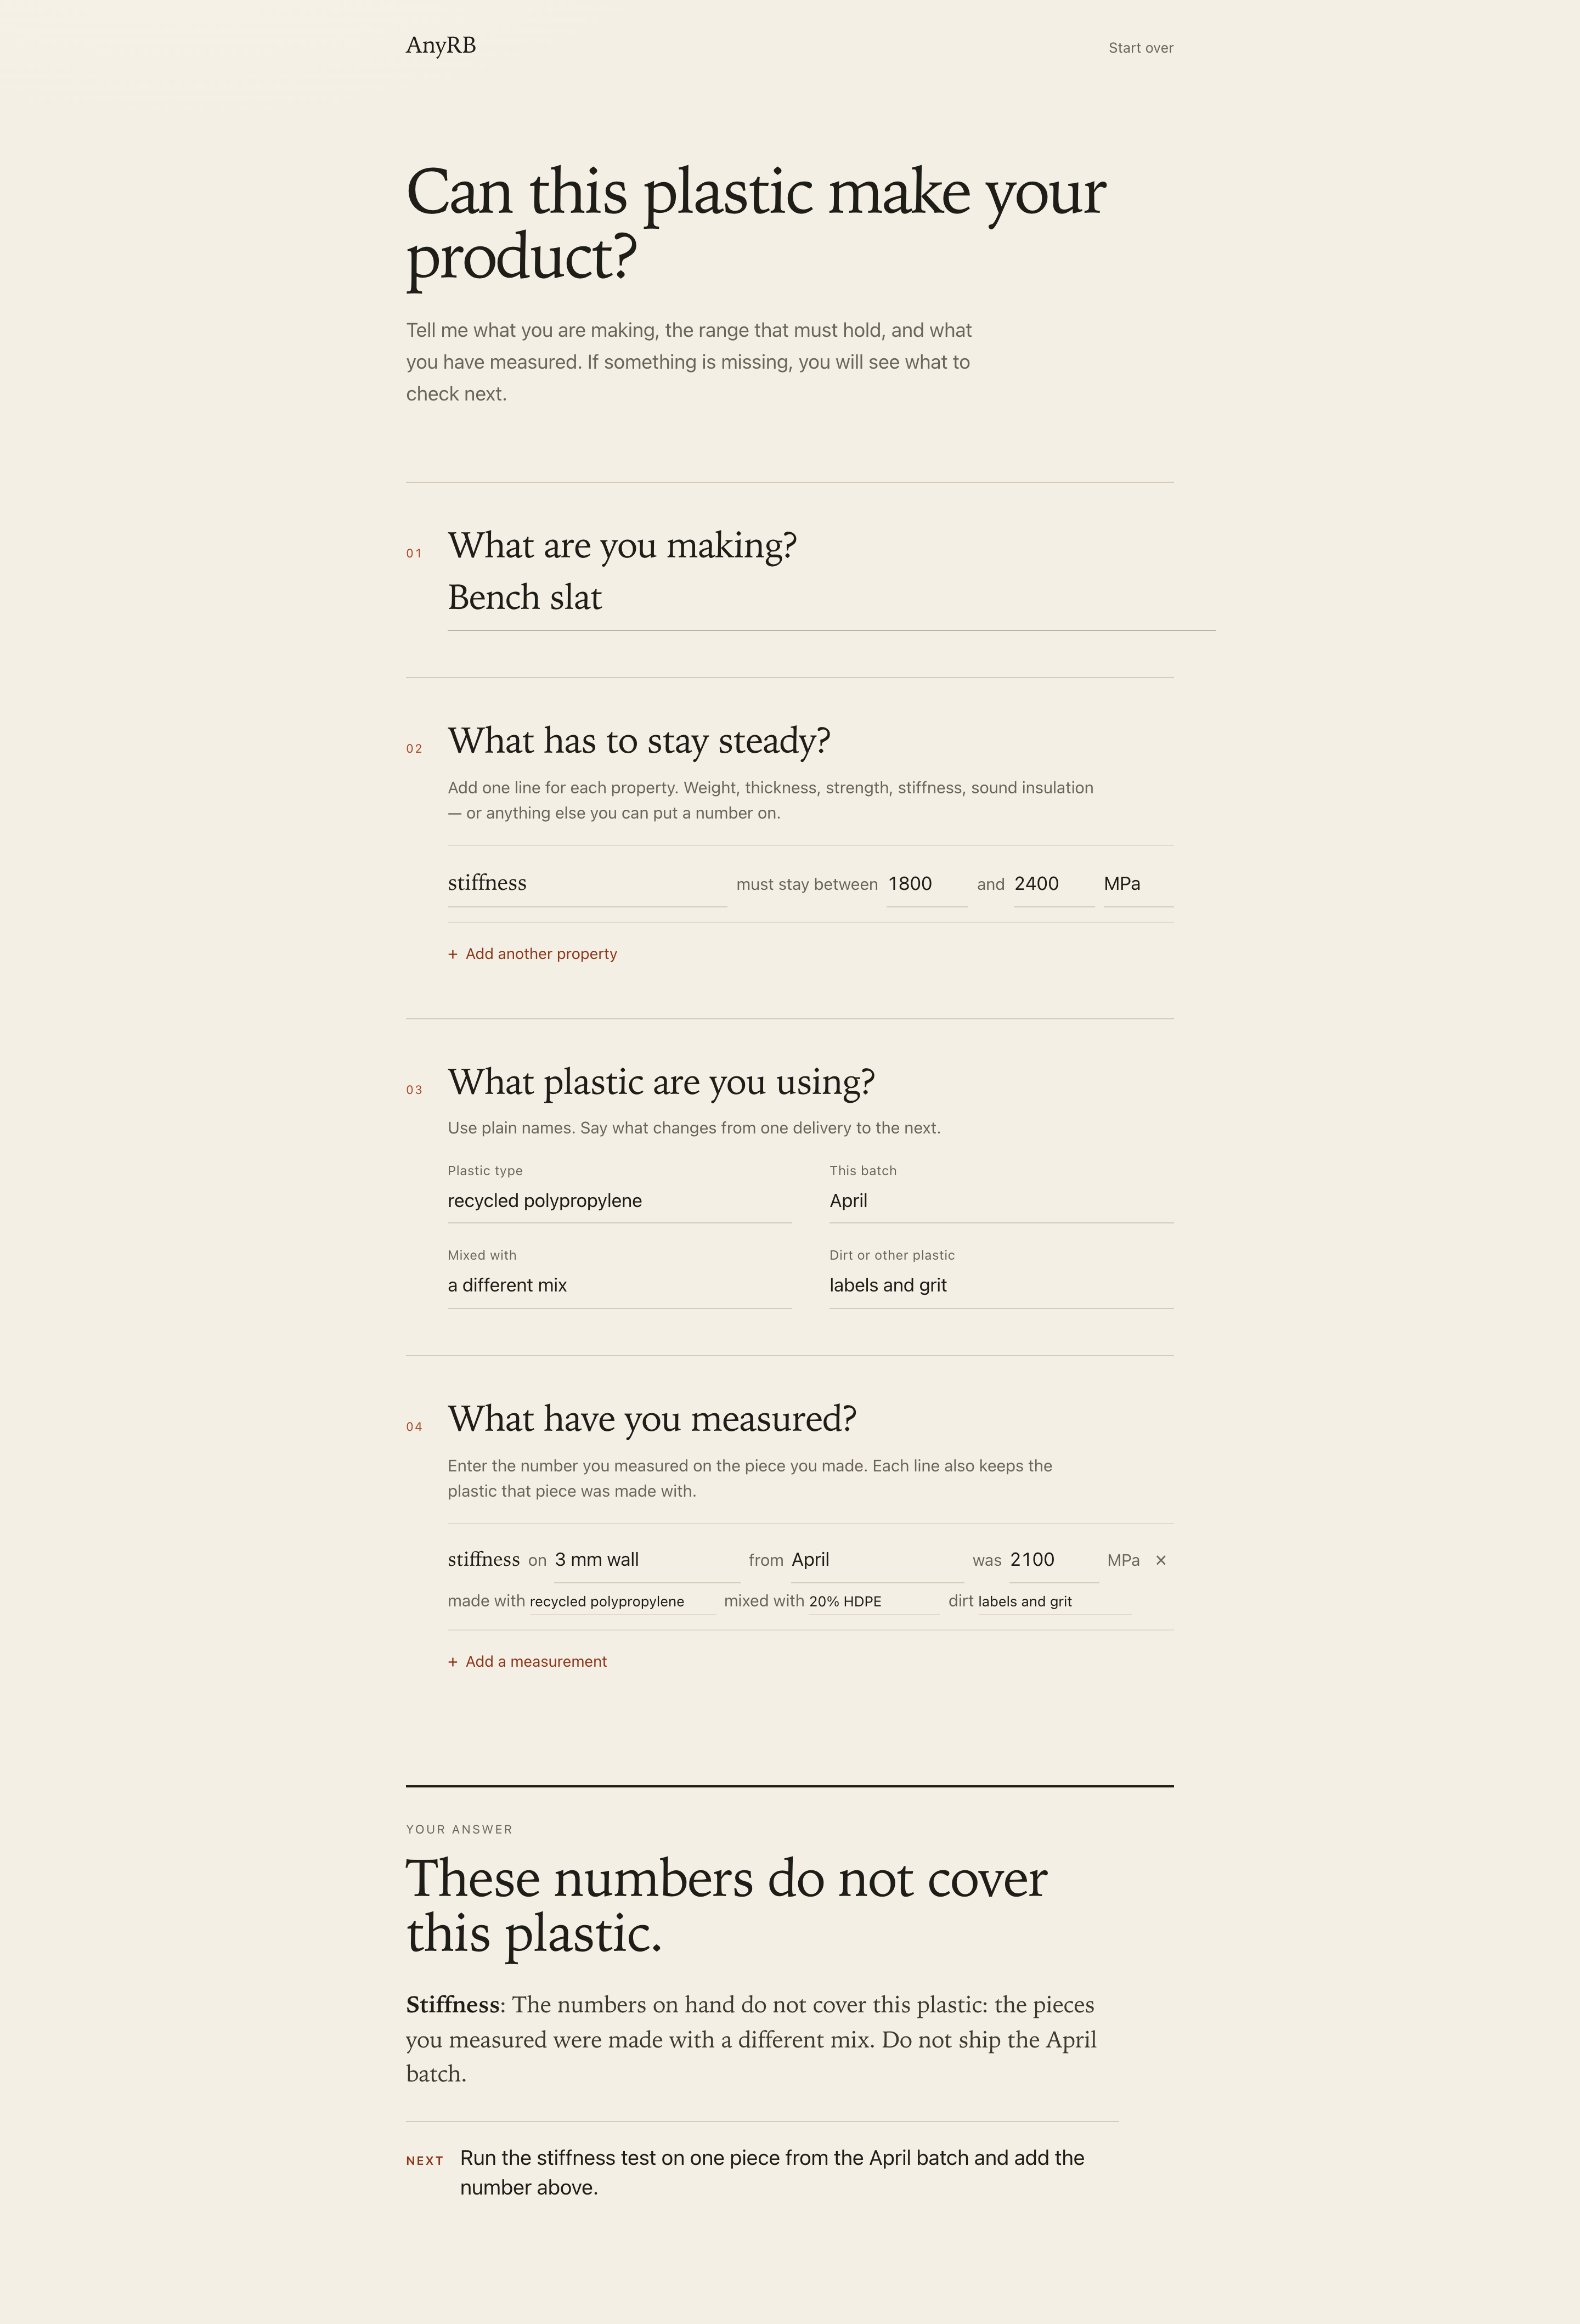 AnyRB
Start over
Can this plastic make your
product?
Tell me what you are making, the range that must hold, and what
you have measured. If something is missing, you will see what to
check next.
01
What are you making?
Bench slat
02
What has to stay steady?
Add one line for each property. Weight, thickness, strength, stiffness, sound insulation
— or anything else you can put a number on.
stiffness must stay between 1800 and 2400 MPa
+ Add another property
03
What plastic are you using?
Use plain names. Say what changes from one delivery to the next.
Plastic type
recycled polypropylene
This batch
April
Mixed with
a different mix
Dirt or other plastic
labels and grit
04
What have you measured?
Enter the number you measured on the piece you made. Each line also keeps the
plastic that piece was made with.
stiffness on 3 mm wall from April was 2100 MPa ×
made with recycled polypropylene mixed with 20% HDPE dirt labels and grit
+ Add a measurement
YOUR ANSWER
These numbers do not cover
this plastic.
Stiffness: The numbers on hand do not cover this plastic: the pieces
you measured were made with a different mix. Do not ship the April
batch.
NEXT
Run the stiffness test on one piece from the April batch and add the
number above.